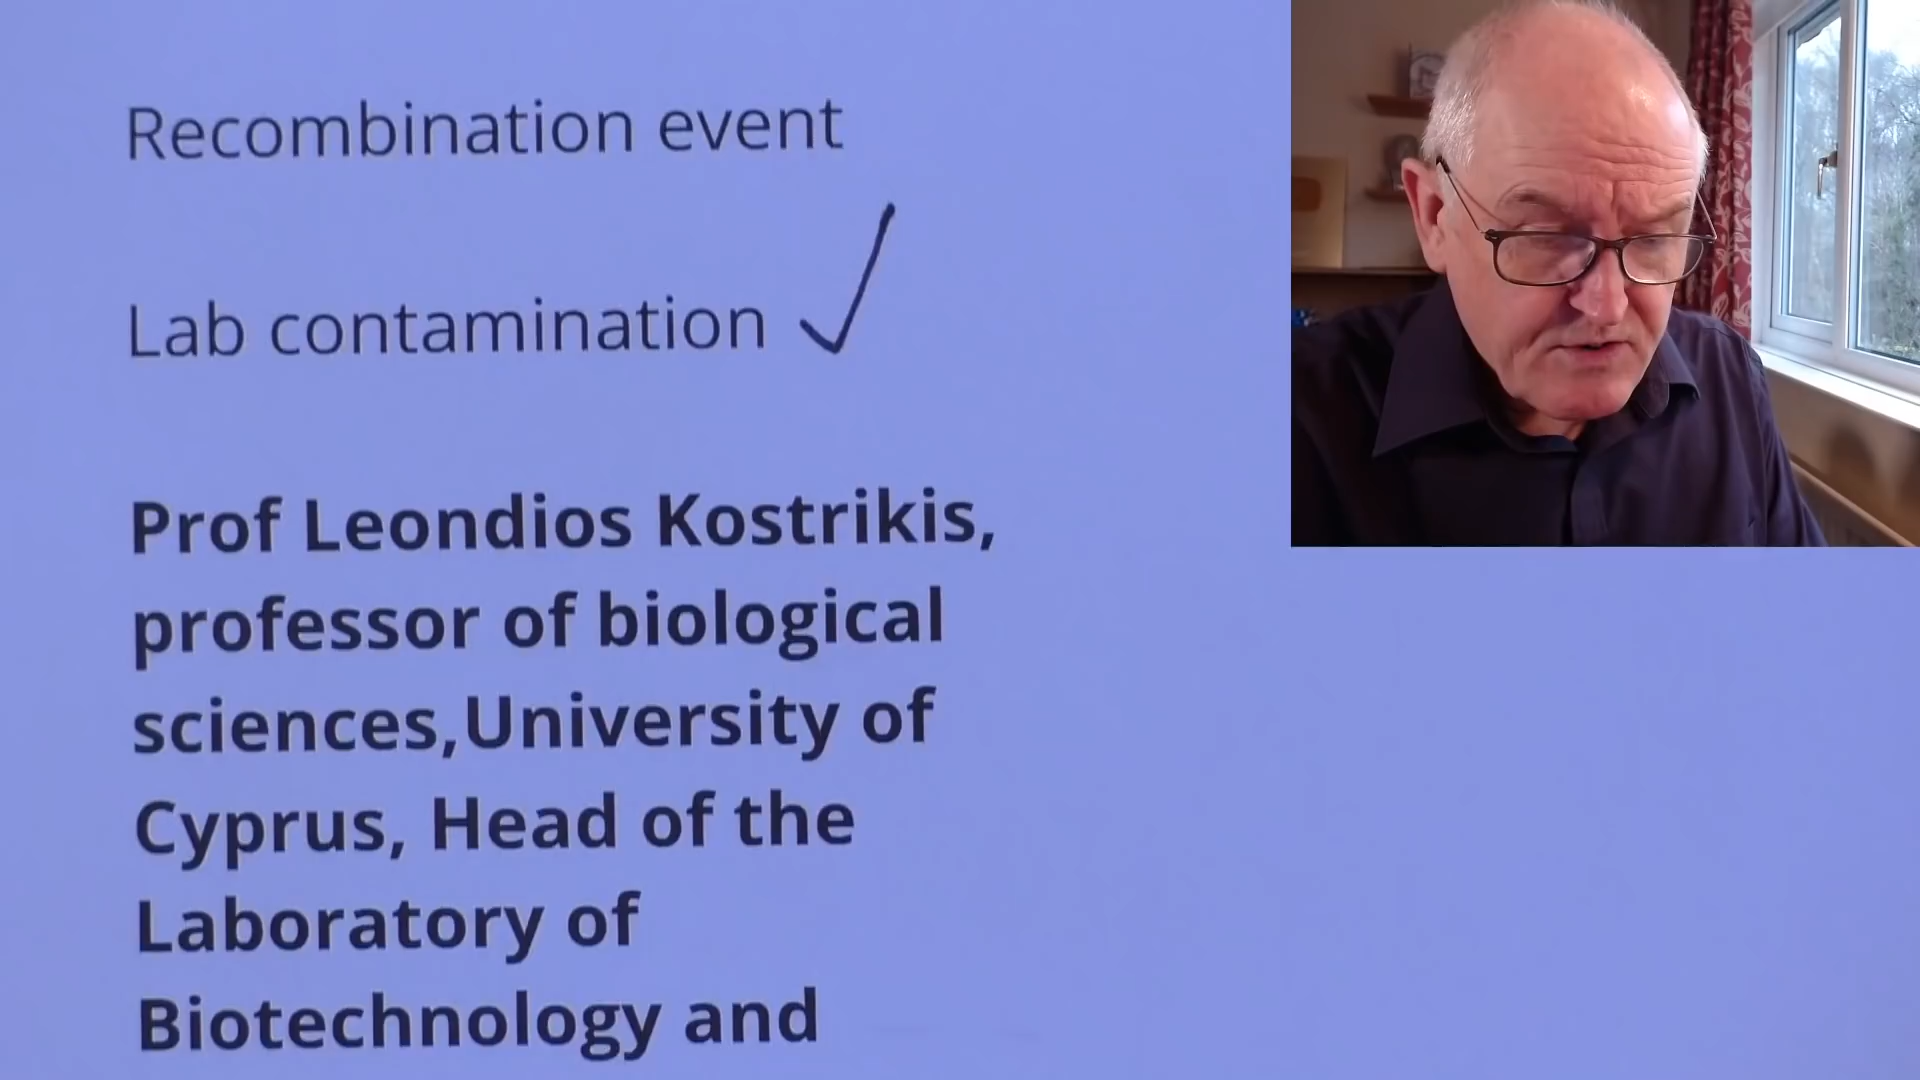 Recombination event
Lab contamination
Prof Leondios Kostrikis,
professor of biological
sciences,University of
Cyprus, Head of the
Laboratory of
Biotechnology and